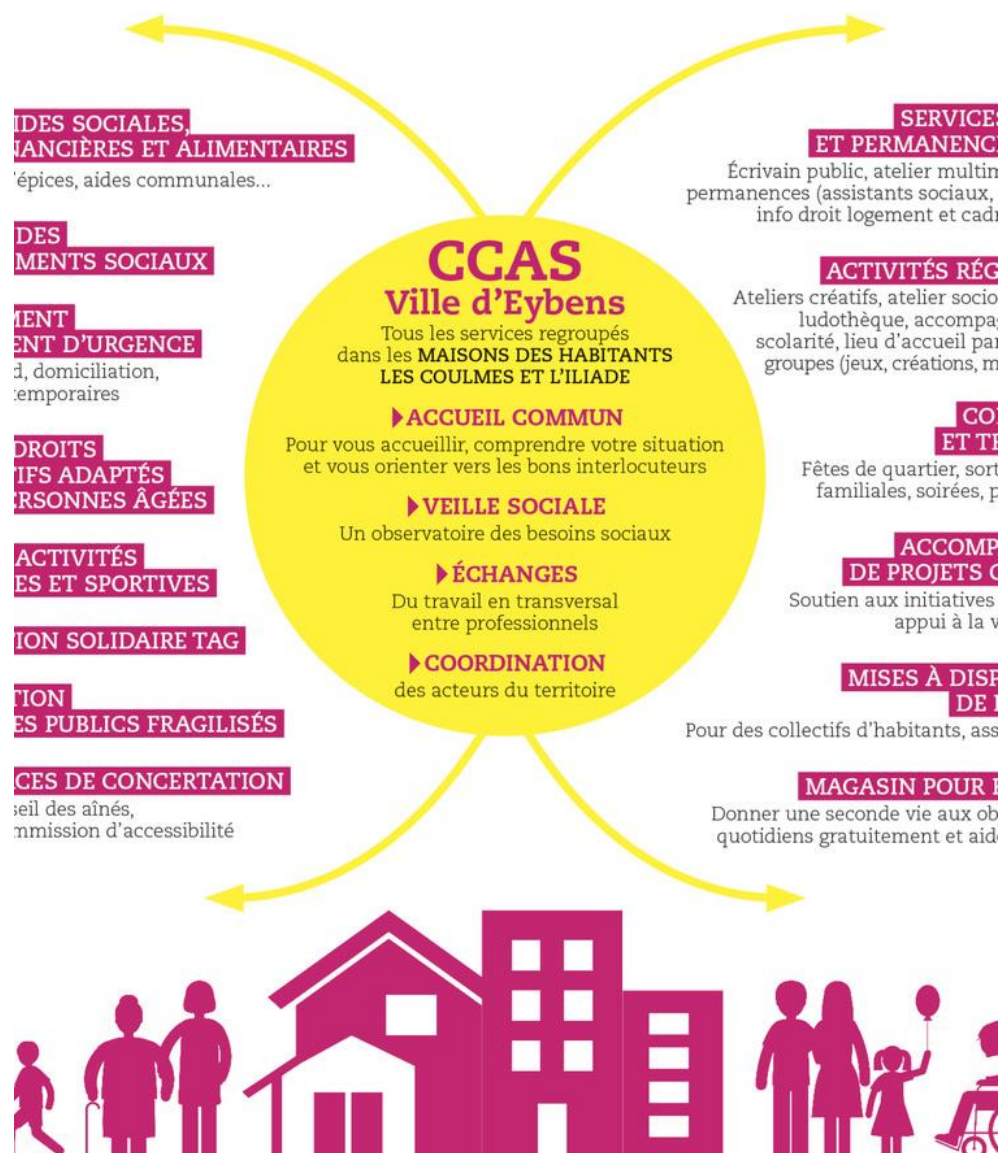 IDES SOCIALES,
NANCIÈRES ET ALIMENTAIRES
'épices, aides communales...
DES
MENTS SOCIAUX
MENT
ENT D'URGENCE
d, domiciliation,
temporaires
DROITS
TIFS ADAPTÉS
ERSONNES ÂGÉES
ACTIVITÉS
ES ET SPORTIVES
TION SOLIDAIRE TAG
TION
ES PUBLICS FRAGILISÉS
CES DE CONCERTATION
seil des aînés,
mmission d'accessibilité
CCAS
Ville d'Eybens
Tous les services regroupés
dans les MAISONS DES HABITANTS
LES COULMES ET L'ILIADE
ACCUEIL COMMUN
Pour vous accueillir, comprendre votre situation
et vous orienter vers les bons interlocuteurs
VEILLE SOCIALE
Un observatoire des besoins sociaux
ÉCHANGES
Du travail en transversal
entre professionnels
COORDINATION
des acteurs du territoire
SERVICES
ET PERMANENC
Écrivain public, atelier multim
permanences (assistants sociaux,
info droit logement et cadr
ACTIVITÉS RÉG
Ateliers créatifs, atelier socio
ludothèque, accompag
scolarité, lieu d'accueil par
groupes (jeux, créations, m
CO
ET TE
Fêtes de quartier, sort
familiales, soirées, p
ACCOMP
DE PROJETS C
Soutien aux initiatives
appui à la v
MISES À DISP
DE
Pour des collectifs d'habitants, ass
MAGASIN POUR
Donner une seconde vie aux ob
quotidiens gratuitement et aide